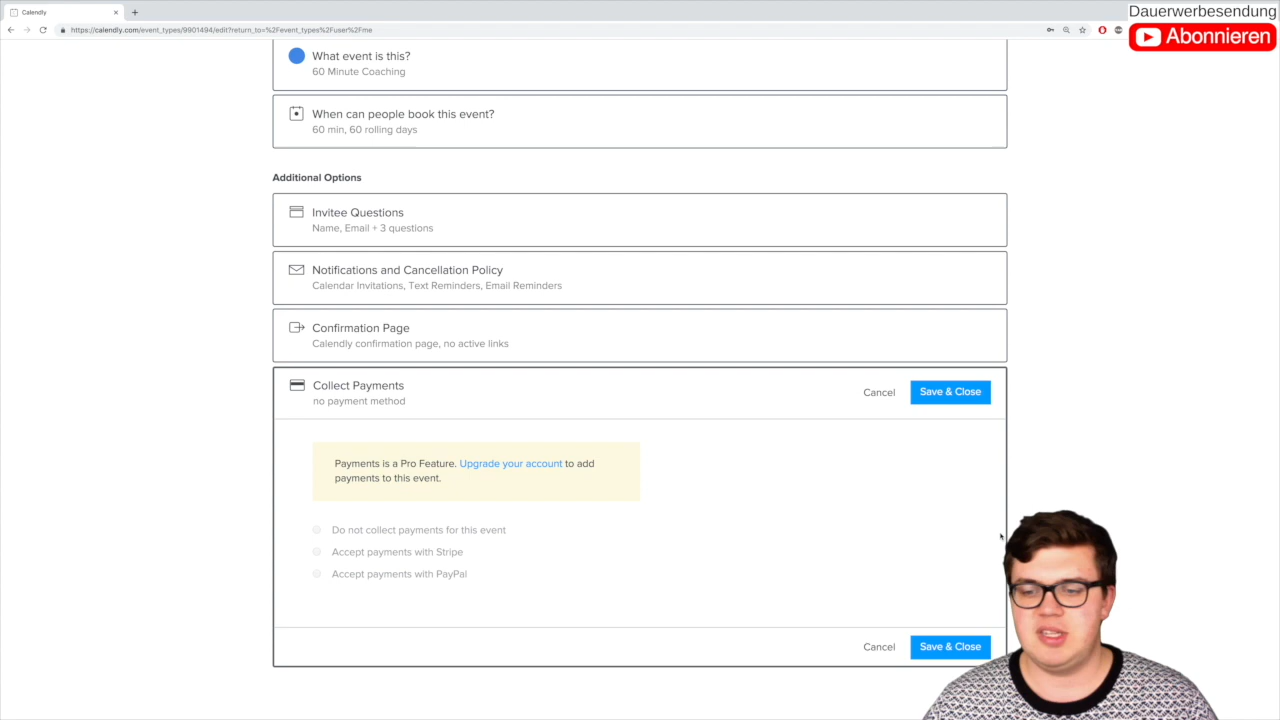 Calendly
Dauerwerbesendung
https://calendly.com/event_types/9901494/edit?return_to=%2Fevent_types%2Fuser%2Fme
Abonnieren
What event is this?
60 Minute Coaching
When can people book this event?
60 min, 60 rolling days
Additional Options
Invitee Questions
Name, Email + 3 questions
Notifications and Cancellation Policy
Calendar Invitations, Text Reminders, Email Reminders
Confirmation Page
Calendly confirmation page, no active links
Collect Payments
no payment method
Cancel
Save & Close
Payments is a Pro Feature. Upgrade your account to add
payments to this event.
Do not collect payments for this event
Accept payments with Stripe
Accept payments with PayPal
Cancel
Save & Close